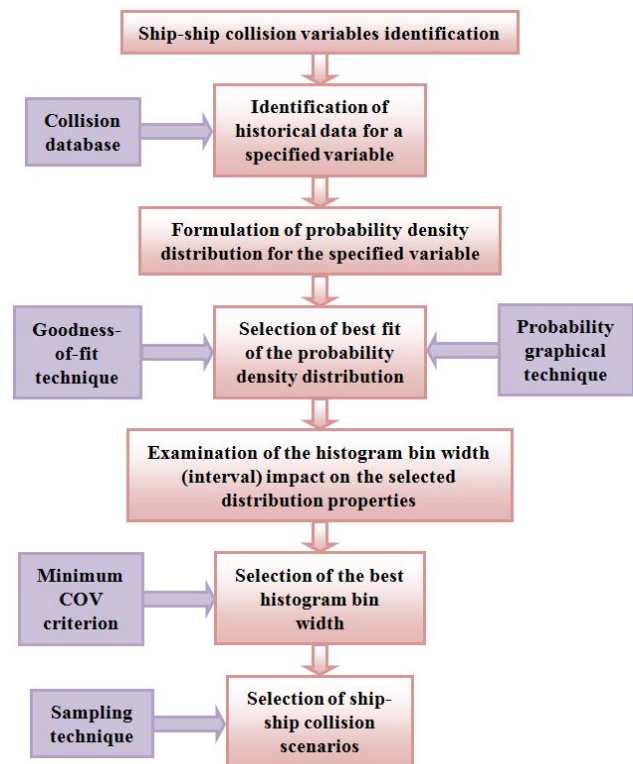 Ship-ship collision variables identification
Collision
database
Identification of
historical data for a
specified variable
Formulation of probability density
distribution for the specified variable
Goodness-
of-fit
technique
Selection of best fit
of the probability
density distribution
Probability
graphical
technique
Examination of the histogram bin width
(interval) impact on the selected
distribution properties
Minimum
COV
criterion
Selection of the best
histogram bin
width
Sampling
technique
Selection of ship-
ship collision
scenarios